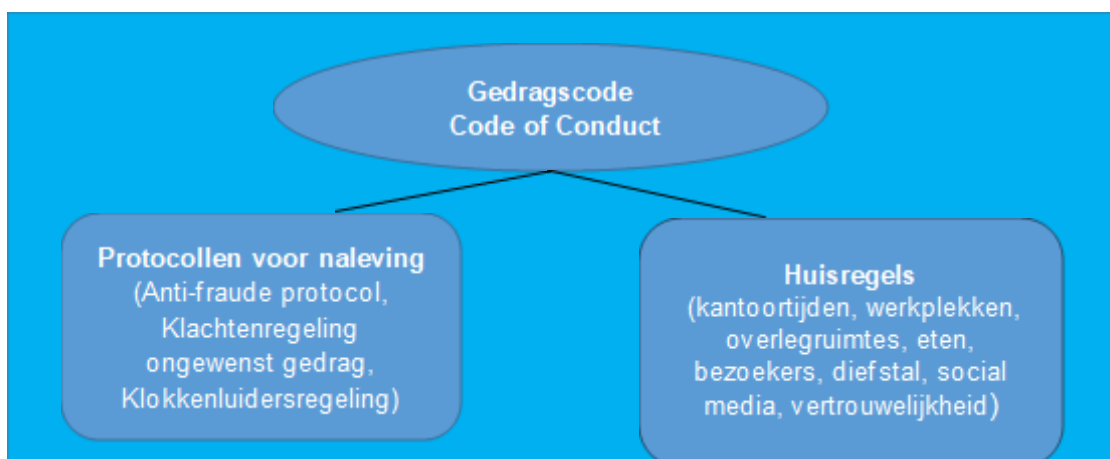 Gedragscode
Code of Conduct
Protocollen voor naleving
(Anti-fraude protocol,
Klachtenregeling
ongewenst gedrag,
Klokkenluidersregeling)
Huisregels
(kantoortijden, werkplekken,
overlegruimtes, eten,
bezoekers, diefstal, social
media, vertrouwelijkheid)